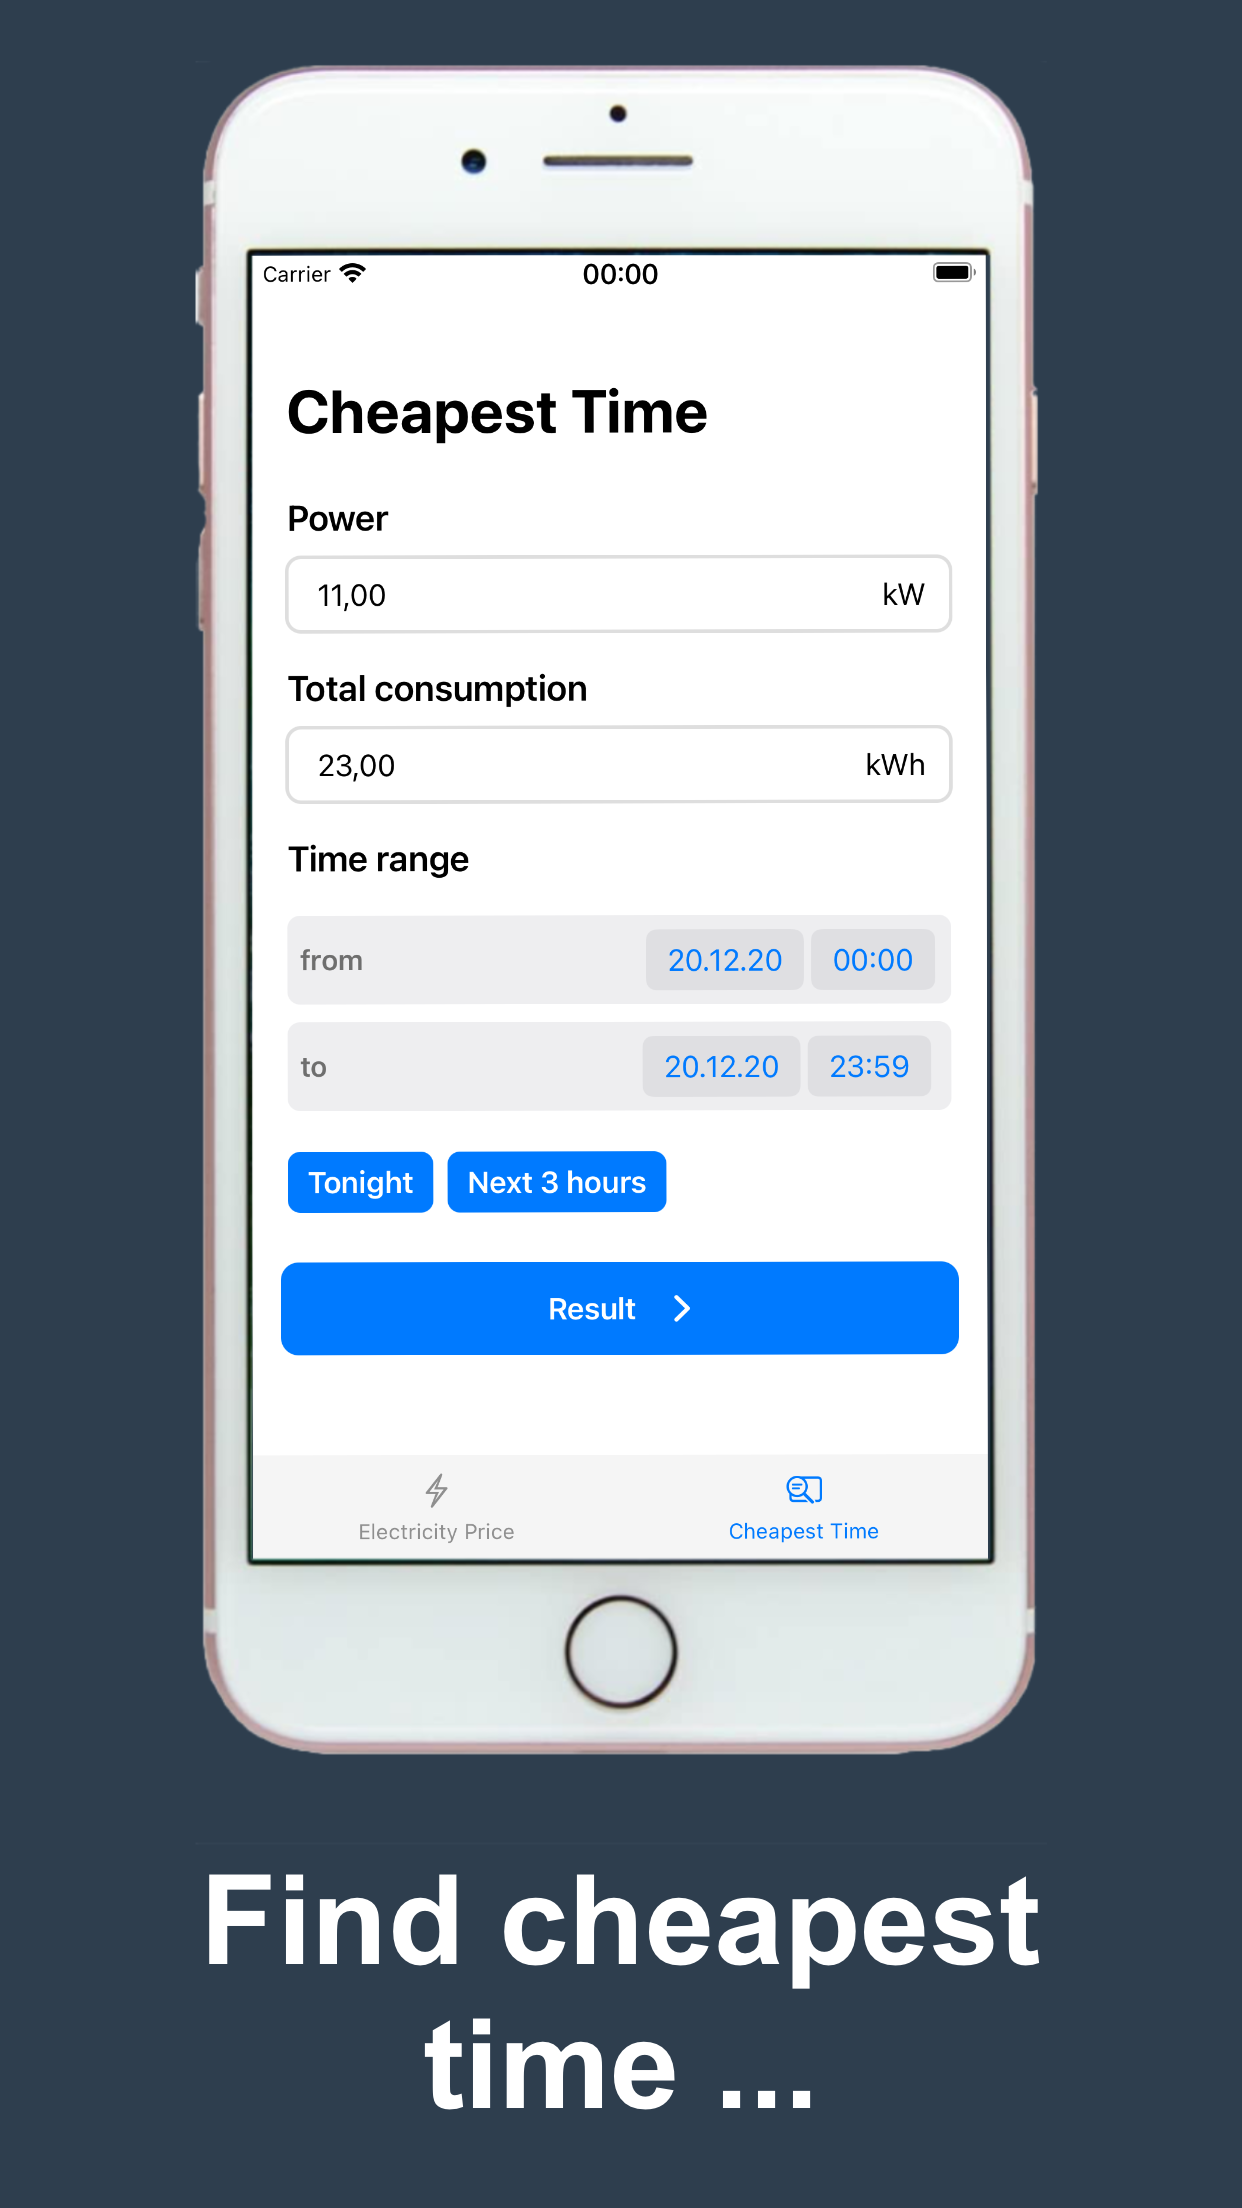 Carrier 00:00
Cheapest Time
Power
11,00 kW
Total consumption
23,00 kWh
Time range
from 20.12.20 00:00
to 20.12.20 23:59
Tonight Next 3 hours
Result
Electricity Price Cheapest Time
Find cheapest
time ...